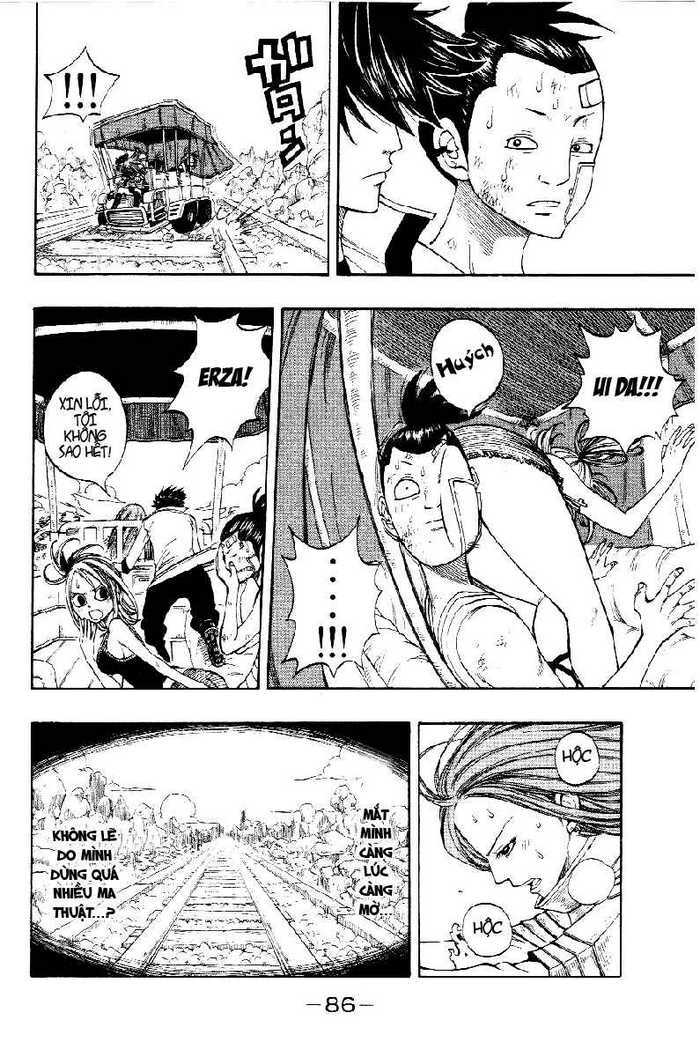 ガタン
!!!
UI DA!!!
Huých
......
!!!
ERZA!
XIN LỖI,
TÔI
KHÔNG
SAO HẾT!
HỘC
HỘC
MẮT
MÌNH
CÀNG
LÚC
CÀNG
MỜ...
KHÔNG LẼ
DO MÌNH
DÙNG QUÁ
NHIỀU MA
THUẬT...?
-86-